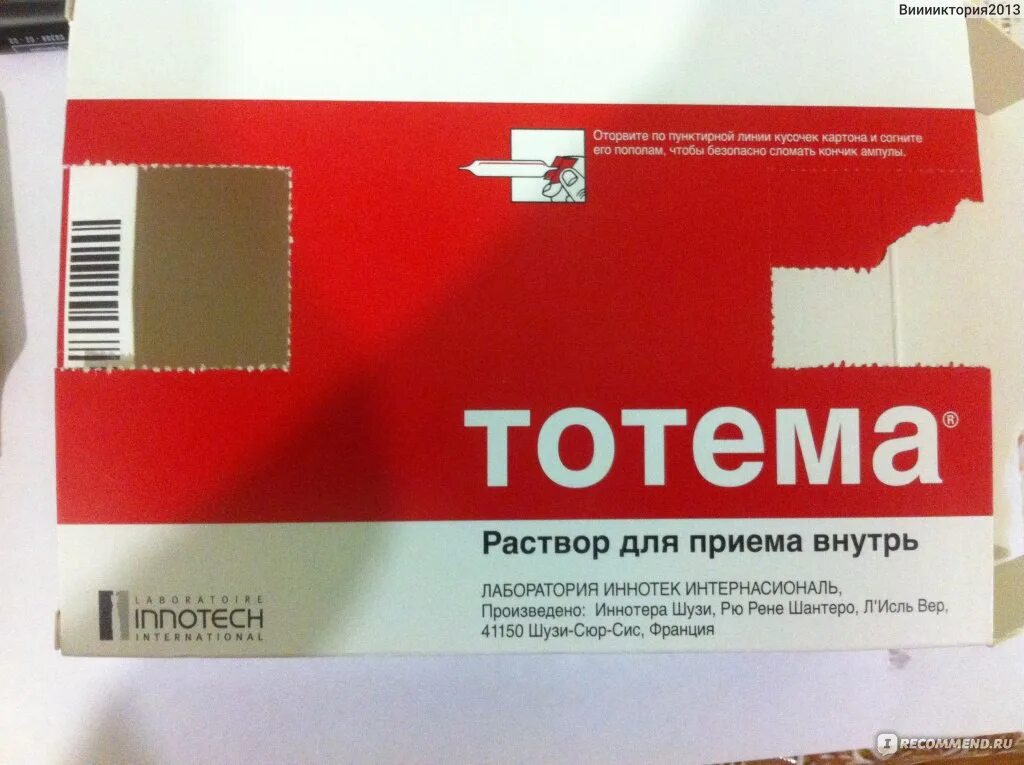 Виииктория2013
Оторвите по пунктирной линии кусочек картона и согните
его пополам, чтобы безопасно сломать кончик ампулы.
тотема®
Раствор для приема внутрь
ЛАБОРАТОРИЯ ИННОТЕК ИНТЕРНАСИОНАЛЬ,
Произведено: Иннотера Шузи, Рю Рене Шантеро, Л'Исль Вер,
41150 Шузи-Сюр-Сис, Франция
LABORATOIRE
INNOTECH
INTERNATIONAL
IRECOMMEND.RU